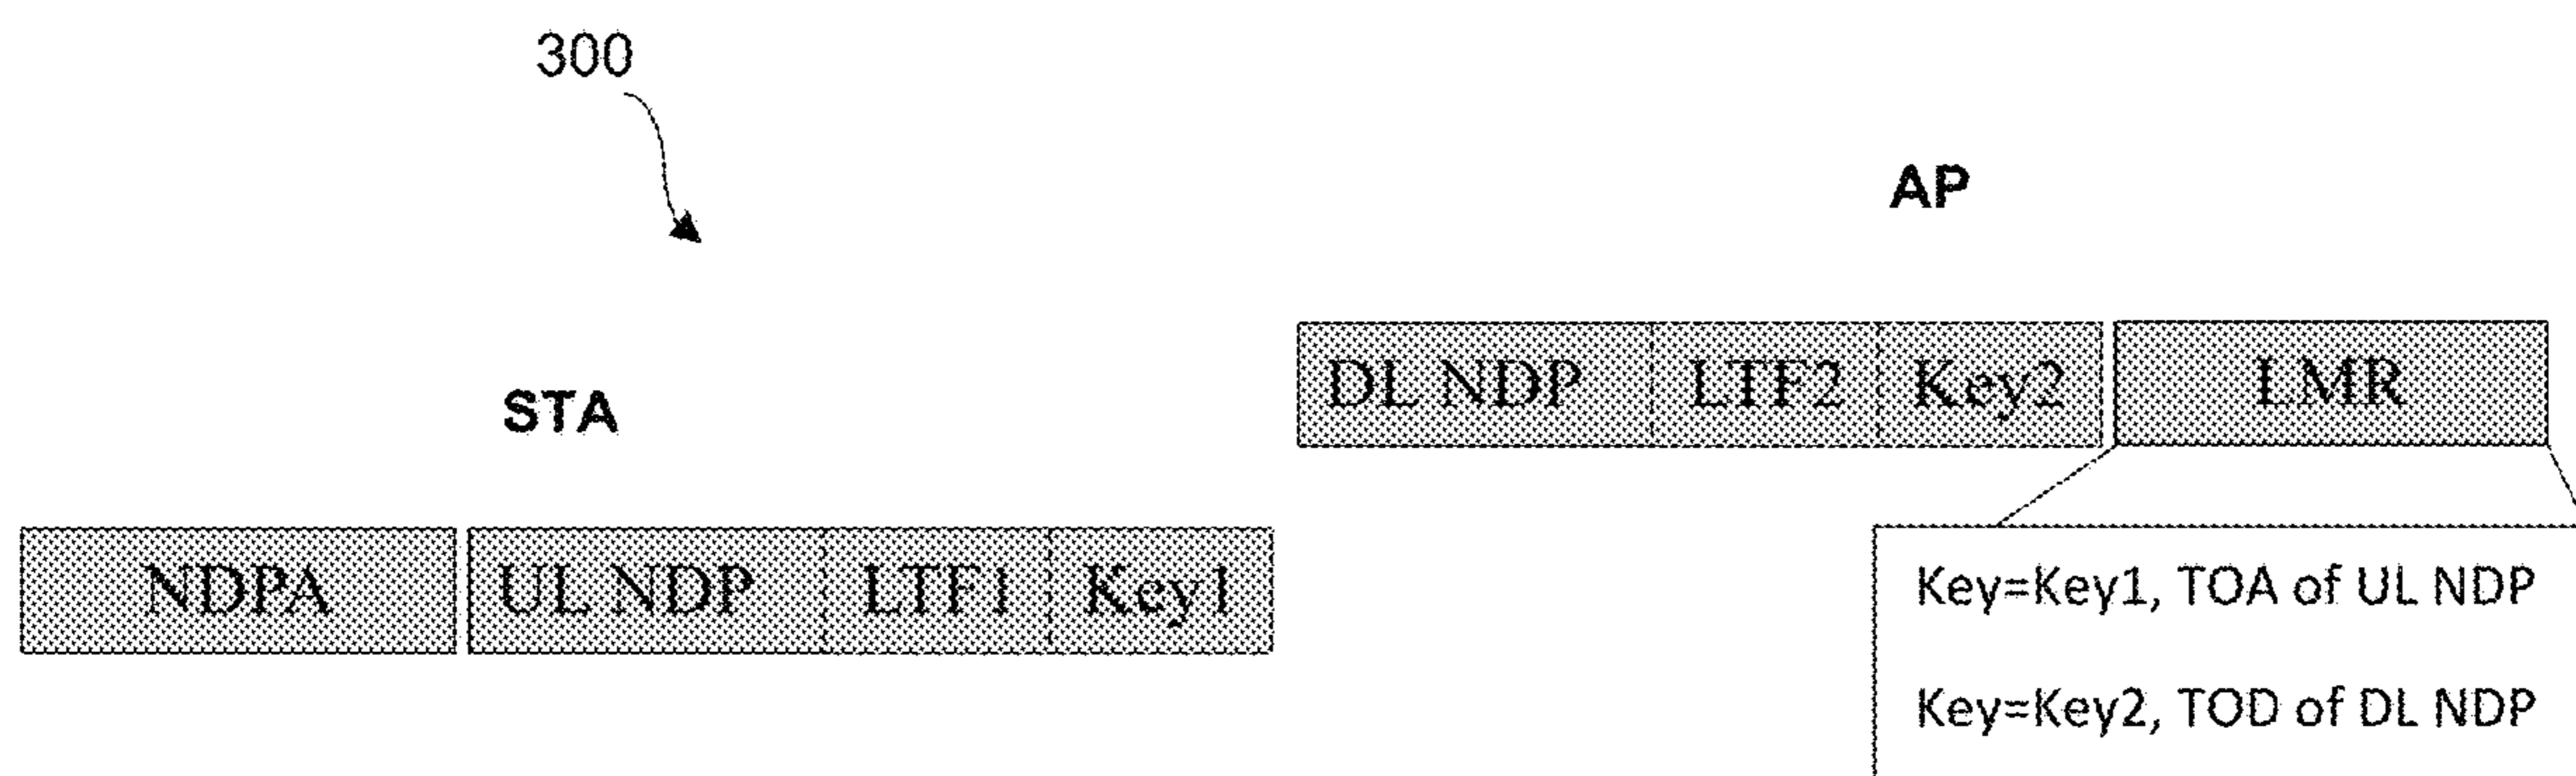 300
AP
DL NDP LTF2 Key2 LMR
STA
NDPA UL NDP LTF1 Key1
Key=Key1, TOA of UL NDP
Key=Key2, TOD of DL NDP